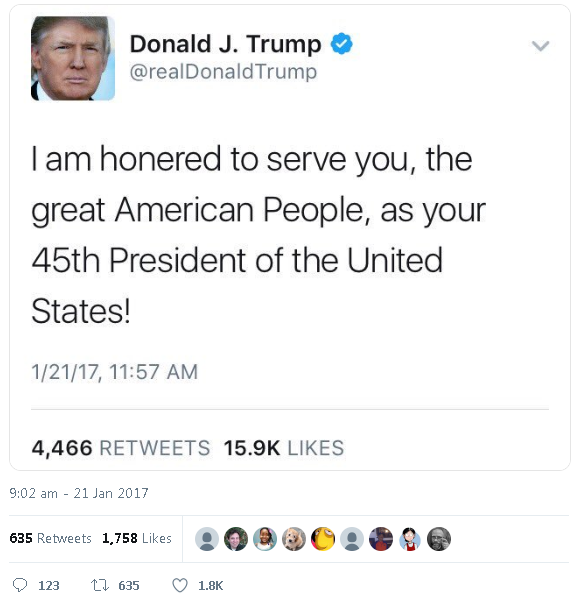 Donald J. Trump
@realDonaldTrump
I am honered to serve you, the
great American People, as your
45th President of the United
States!
1/21/17, 11:57 AM
4,466 RETWEETS 15.9K LIKES
9:02 am - 21 Jan 2017
635 Retweets 1,758 Likes
123 635 1.8K